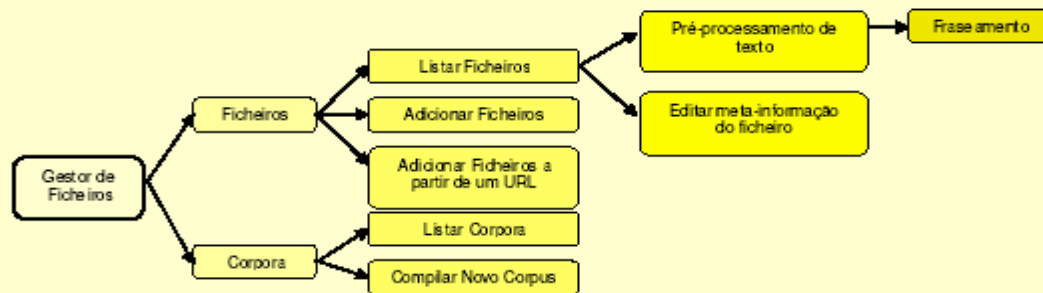 Gestor de
Ficheiros
Ficheiros
Corpora
Listar Ficheiros
Adicionar Ficheiros
Adicionar Ficheiros a
partir de um URL
Listar Corpora
Compilar Novo Corpus
Pré-processamento de
texto
Editar meta-informação
do ficheiro
Fraseamento